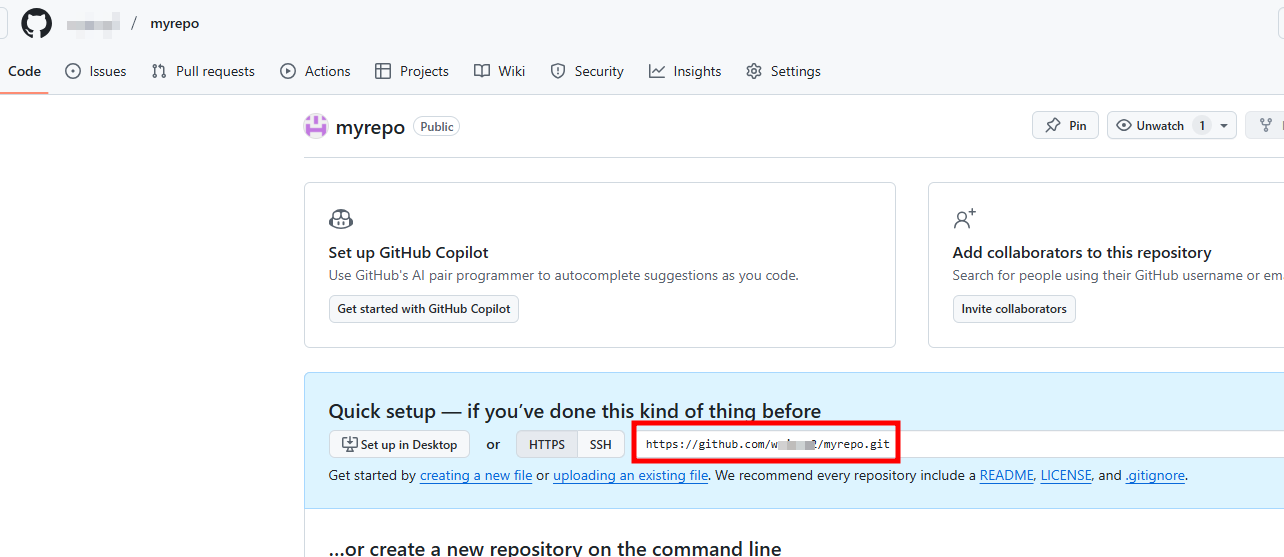 / myrepo
Code Issues Pull requests Actions Projects Wiki Security Insights Settings
myrepo Public Pin Unwatch 1
Set up GitHub Copilot
Use GitHub's AI pair programmer to autocomplete suggestions as you code.
Get started with GitHub Copilot
Add collaborators to this repository
Search for people using their GitHub username or
Invite collaborators
Quick setup — if you've done this kind of thing before
Set up in Desktop or HTTPS SSH https://github.com/w 2/myrepo.git
Get started by creating a new file or uploading an existing file. We recommend every repository include a README, LICENSE, and .gitignore.
...or create a new repository on the command line